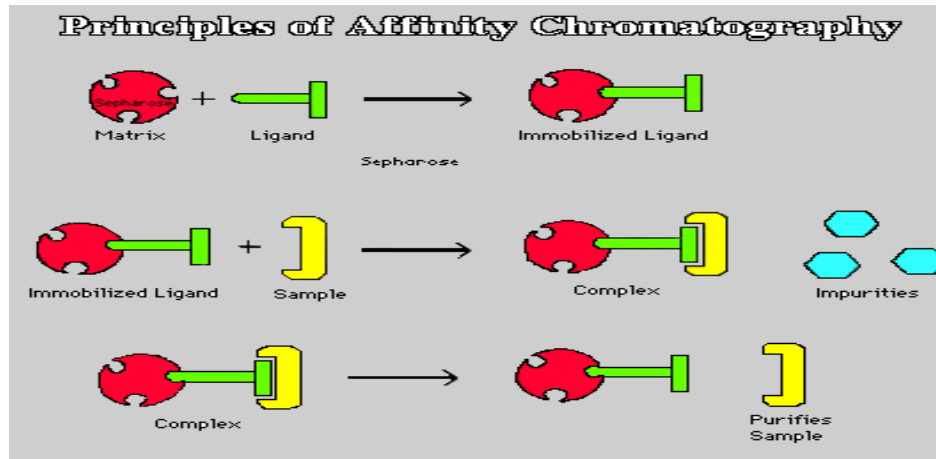 Principles of Affinity Chromatography
Sepharose
+
Matrix
Ligand
Immobilized Ligand
Sepharose
+
Immobilized Ligand
Sample
Complex
Impurities
Complex
Purifies
Sample